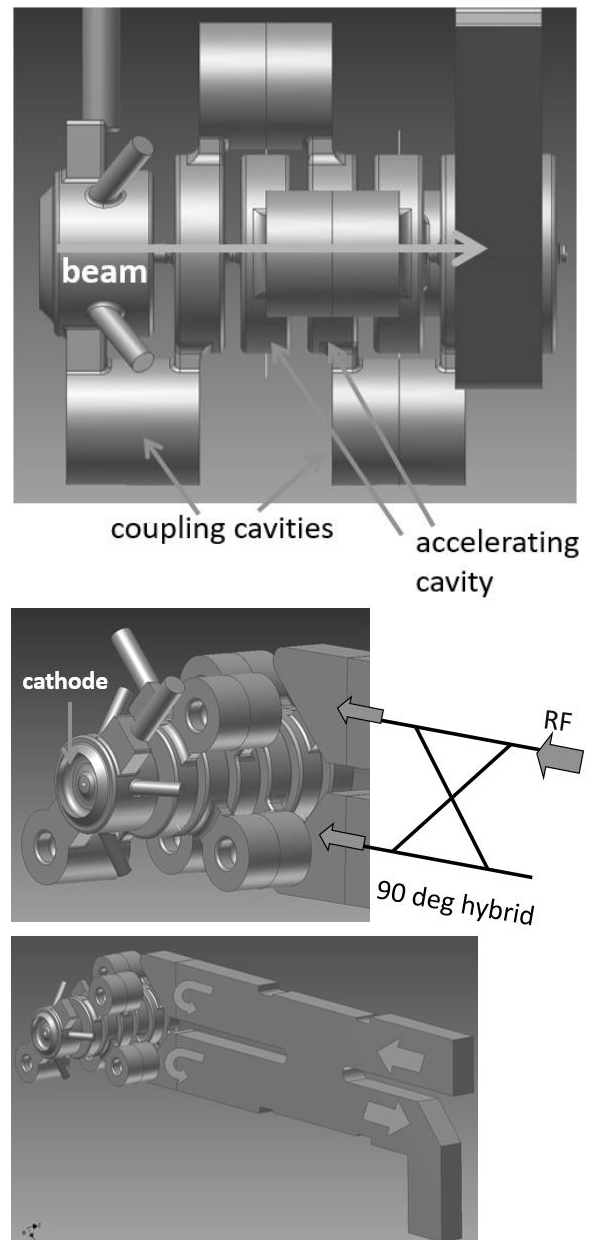 beam
coupling cavities
accelerating
cavity
cathode
RF
90 deg hybrid